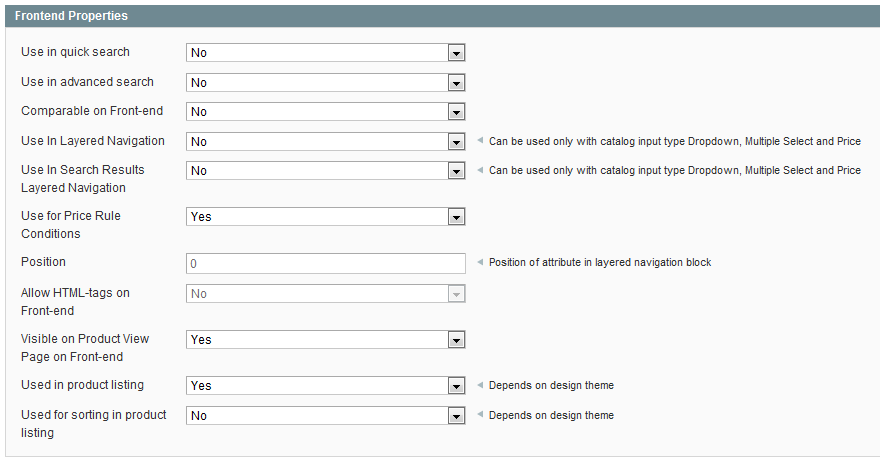 Frontend Properties
Use in quick search No
Use in advanced search No
Comparable on Front-end No
Use In Layered Navigation No Can be used only with catalog input type Dropdown, Multiple Select and Price
Use In Search Results No Can be used only with catalog input type Dropdown, Multiple Select and Price
Layered Navigation
Use for Price Rule Yes
Conditions
Position 0 Position of attribute in layered navigation block
Allow HTML-tags on No
Front-end
Visible on Product View Yes
Page on Front-end
Used in product listing Yes Depends on design theme
Used for sorting in product No Depends on design theme
listing